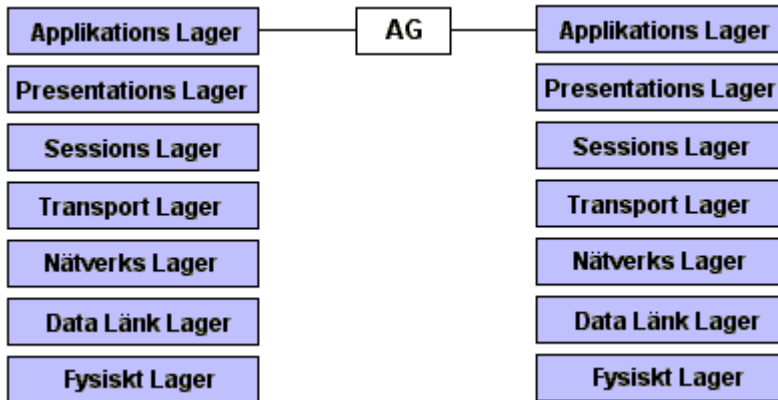 Applikations Lager
AG
Applikations Lager
Presentations Lager
Presentations Lager
Sessions Lager
Sessions Lager
Transport Lager
Transport Lager
Nätverks Lager
Nätverks Lager
Data Länk Lager
Data Länk Lager
Fysiskt Lager
Fysiskt Lager